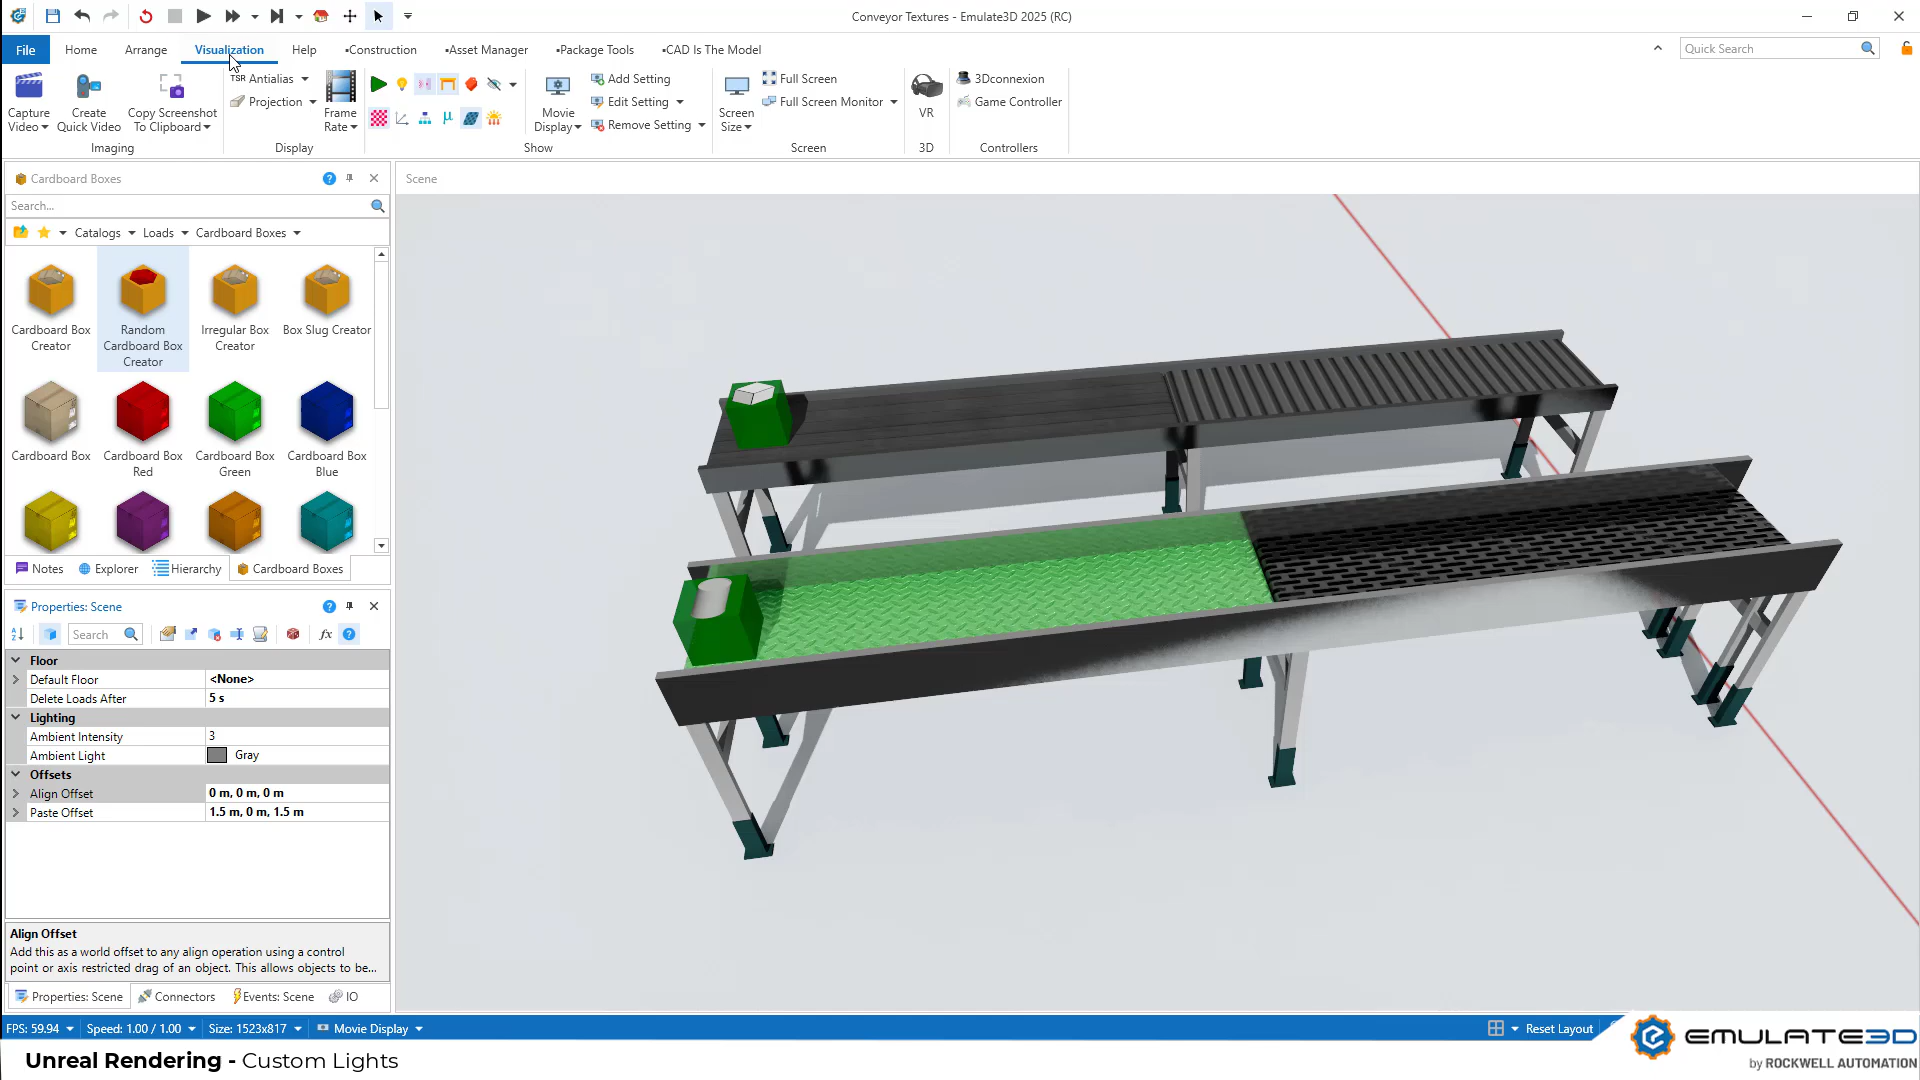 Conveyor Textures - Emulate3D 2025 (RC)
File
Home
Arrange
Visualization
Help
▪Construction
▪Asset Manager
▪Package Tools
▪CAD Is The Model
Quick Search
Capture
Video
Create
Quick Video
Copy Screenshot
To Clipboard
Imaging
TSR Antialias
Projection
Frame
Rate
Display
μ
Movie
Display
Add Setting
Edit Setting
Remove Setting
Show
Screen
Size
Full Screen
Full Screen Monitor
Screen
VR
3D
3Dconnexion
Game Controller
Controllers
Cardboard Boxes
Search...
Catalogs
Loads
Cardboard Boxes
Cardboard Box
Creator
Random
Cardboard Box
Creator
Irregular Box
Creator
Box Slug Creator
Cardboard Box
Cardboard Box
Red
Cardboard Box
Green
Cardboard Box
Blue
Notes
Explorer
Hierarchy
Cardboard Boxes
Properties: Scene
Search
fx
Floor
Default Floor
<None>
Delete Loads After
5 s
Lighting
Ambient Intensity
3
Ambient Light
Gray
Offsets
Align Offset
0 m, 0 m, 0 m
Paste Offset
1.5 m, 0 m, 1.5 m
Align Offset
Add this as a world offset to any align operation using a control
point or axis restricted drag of an object. This allows objects to be...
Properties: Scene
Connectors
Events: Scene
IO
Scene
FPS: 59.94
Speed: 1.00 / 1.00
Size: 1523x817
Movie Display
Reset Layout
Unreal Rendering - Custom Lights
EMULATE3D
by ROCKWELL AUTOMATION